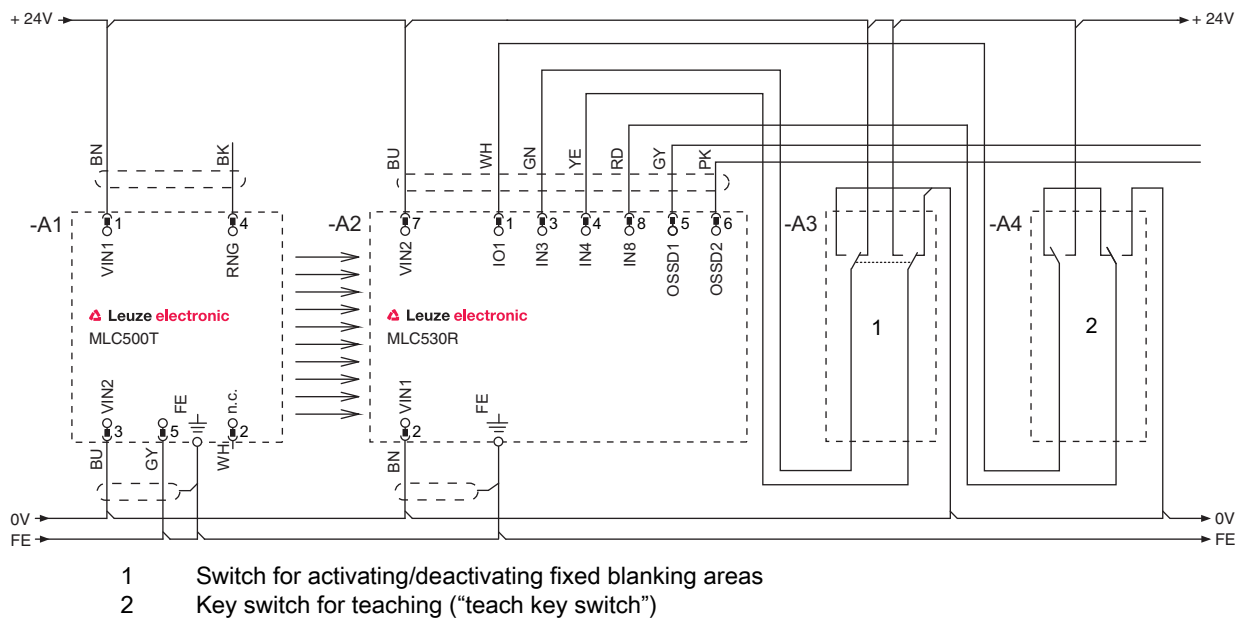 + 24V
+ 24V
BN
BK
BU
WH
GN
YE
RD
GY
PK
-A1
1
4
-A2
7
1
3
4
8
5
6
-A3
-A4
VIN1
RNG
VIN2
IO1
IN3
IN4
IN8
OSSD1
OSSD2
Leuze electronic
MLC500T
Leuze electronic
MLC530R
1
2
VIN2
FE
n.c.
VIN1
FE
3
5
2
2
BU
GY
WH
BN
0V
0V
FE
FE
1 Switch for activating/deactivating fixed blanking areas
2 Key switch for teaching (“teach key switch”)